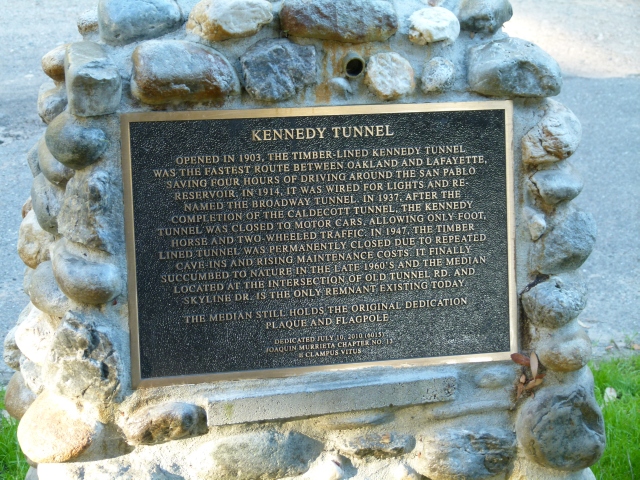 KENNEDY TUNNEL
OPENED IN 1903, THE TIMBER-LINED KENNEDY TUNNEL
WAS THE FASTEST ROUTE BETWEEN OAKLAND AND LAFAYETTE,
SAVING FOUR HOURS OF DRIVING AROUND THE SAN PABLO
RESERVOIR. IN 1914, IT WAS WIRED FOR LIGHTS AND RE-
NAMED THE BROADWAY TUNNEL. IN 1937, AFTER THE
COMPLETION OF THE CALDECOTT TUNNEL, THE KENNEDY
TUNNEL WAS CLOSED TO MOTOR CARS, ALLOWING ONLY FOOT,
HORSE AND TWO-WHEELED TRAFFIC. IN 1947, THE TIMBER
LINED TUNNEL WAS PERMANENTLY CLOSED DUE TO REPEATED
CAVE-INS AND RISING MAINTENANCE COSTS. IT FINALLY
SUCCUMBED TO NATURE IN THE LATE 1960'S AND THE MEDIAN
LOCATED AT THE INTERSECTION OF OLD TUNNEL RD. AND
SKYLINE DR. IS THE ONLY REMNANT EXISTING TODAY.
THE MEDIAN STILL HOLDS THE ORIGINAL DEDICATION
PLAQUE AND FLAGPOLE
DEDICATED JULY 10, 2010 (6015)
JOAQUIN MURRIETA CHAPTER NO. 13
E CLAMPUS VITUS